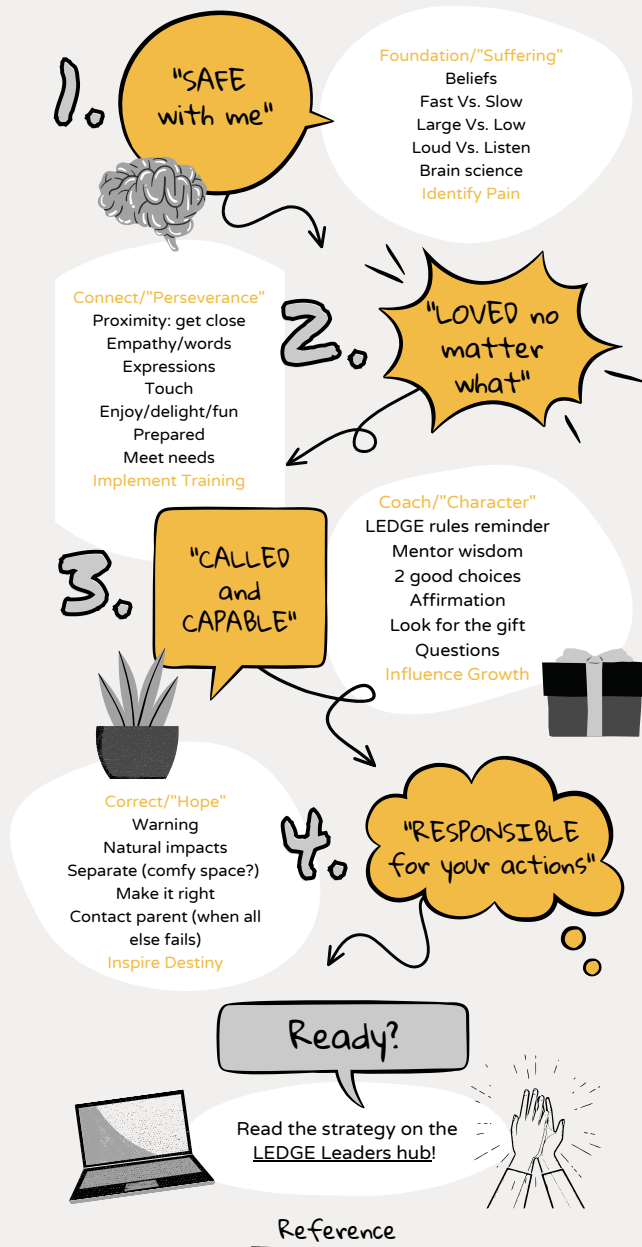 1.
"SAFE
with me"
Foundation/"Suffering"
Beliefs
Fast Vs. Slow
Large Vs. Low
Loud Vs. Listen
Brain science
Identify Pain
2.
"LOVED no
matter
what"
Connect/"Perseverance"
Proximity: get close
Empathy/words
Expressions
Touch
Enjoy/delight/fun
Prepared
Meet needs
Implement Training
3.
"CALLED
and
CAPABLE"
Coach/"Character"
LEDGE rules reminder
Mentor wisdom
2 good choices
Affirmation
Look for the gift
Questions
Influence Growth
4.
"RESPONSIBLE
for your actions"
Correct/"Hope"
Warning
Natural impacts
Separate (comfy space?)
Make it right
Contact parent (when all
else fails)
Inspire Destiny
Ready?
Read the strategy on the
LEDGE Leaders hub!
Reference